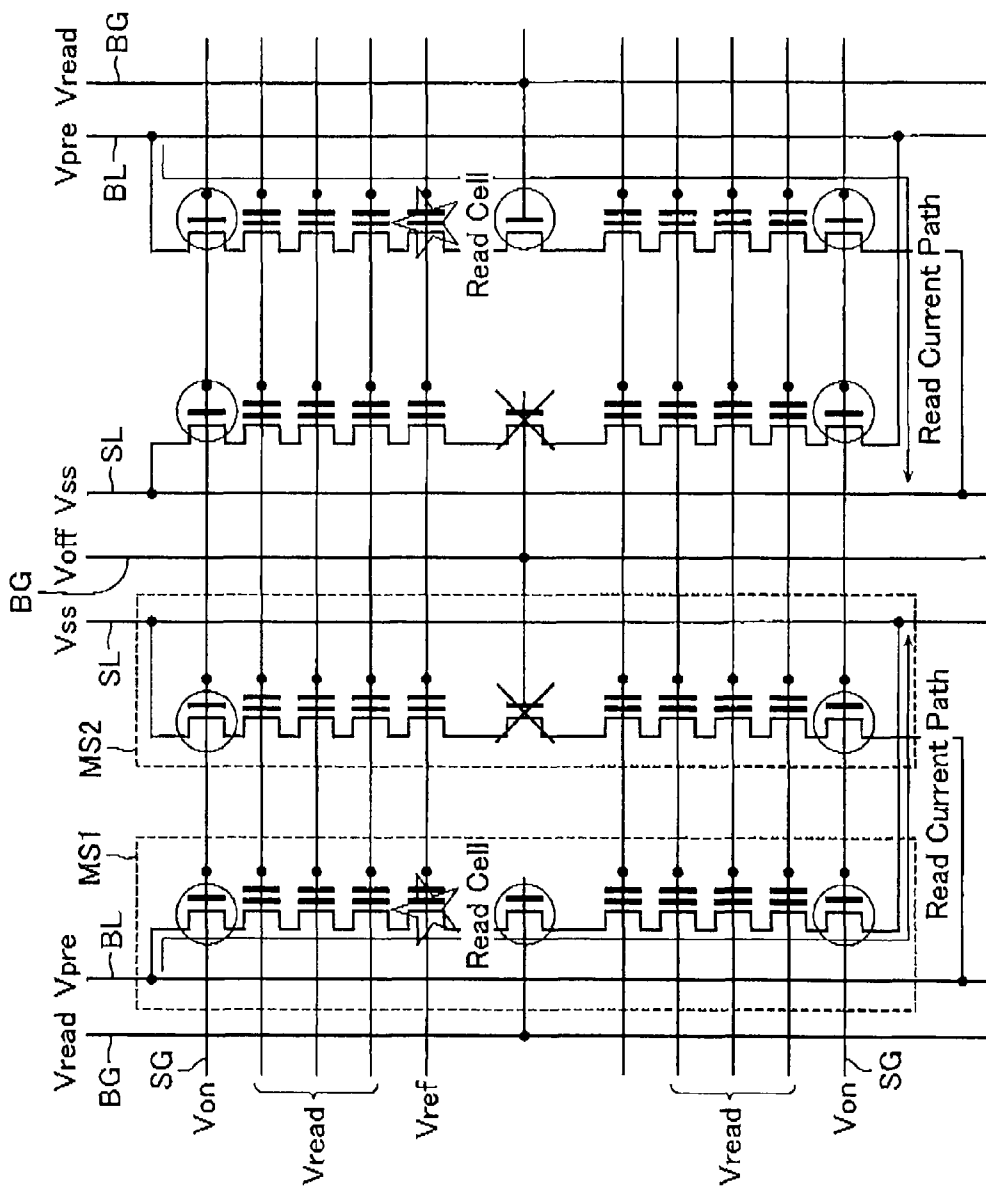 Vread Vpre
BG
BL
MS1
MS2
SL
Vss
BG
Voff Vss
SL
Vpre Vread
BL
BG
SG
Von
Vread
Vref
Read Cell
Read Cell
Vread
Von
SG
Read Current Path
Read Current Path